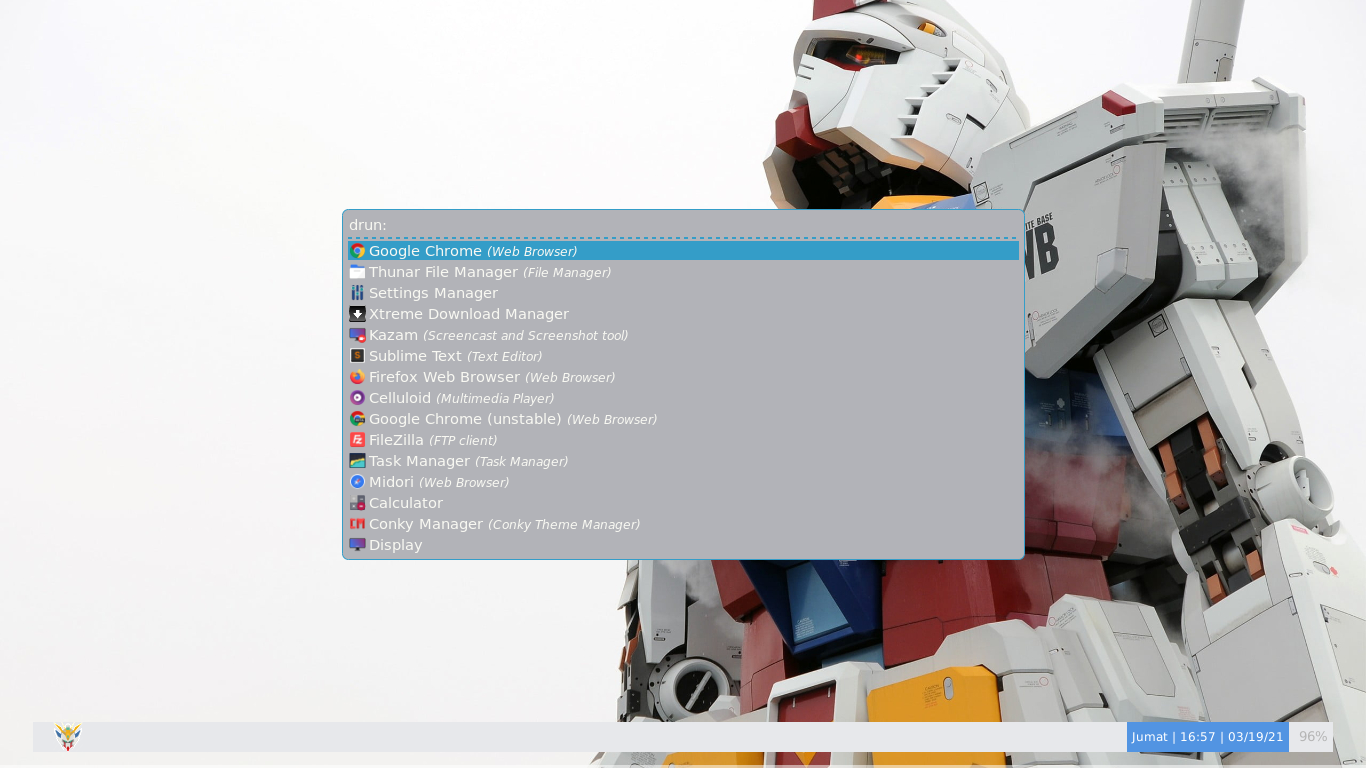 drun:
Google Chrome (Web Browser)
Thunar File Manager (File Manager)
Settings Manager
Xtreme Download Manager
Kazam (Screencast and Screenshot tool)
Sublime Text (Text Editor)
Firefox Web Browser (Web Browser)
Celluloid (Multimedia Player)
Google Chrome (unstable) (Web Browser)
FileZilla (FTP client)
Task Manager (Task Manager)
Midori (Web Browser)
Calculator
Conky Manager (Conky Theme Manager)
Display
BASE
Jumat | 16:57 | 03/19/21
96%